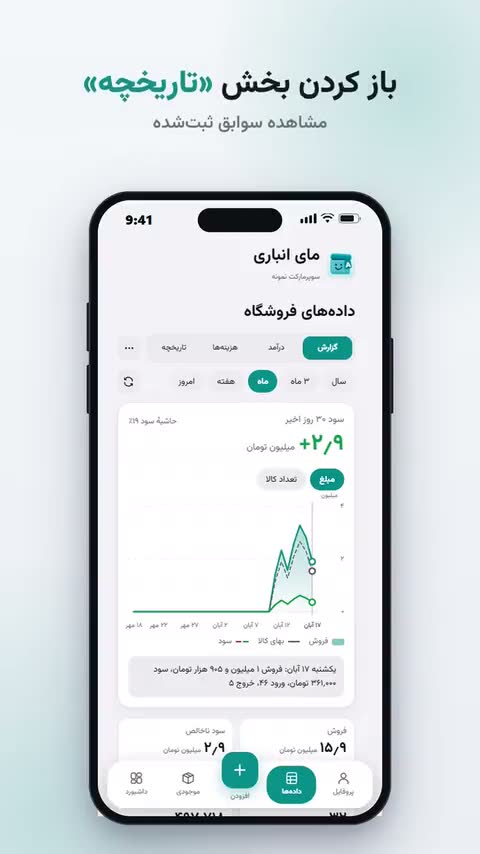 باز کردن بخش «تاریخچه»
مشاهده سوابق ثبت‌شده
9:41
مای انباری
سوپرمارکت نمونه
داده‌های فروشگاه
گزارش درآمد هزینه‌ها تاریخچه ...
سال ۳ ماه ماه هفته امروز
سود ۳۰ روز اخیر حاشیهٔ سود ۱۹٪
+۲٫۹ میلیون تومان
مبلغ تعداد کالا
میلیون
۴
۲
۰
۱۸ مهر ۲۲ مهر ۲۷ مهر ۲ آبان ۷ آبان ۱۲ آبان ۱۷ آبان
فروش بهای کالا سود
یکشنبه ۱۷ آبان: فروش ۱ میلیون و ۹۰۵ هزار تومان، سود
۳۶۱٬۰۰۰ تومان، ورود ۴۶، خروج ۵
فروش سود ناخالص
۱۵٫۹ میلیون تومان ۲٫۹ میلیون تومان
پروفایل داده‌ها افزودن موجودی داشبورد